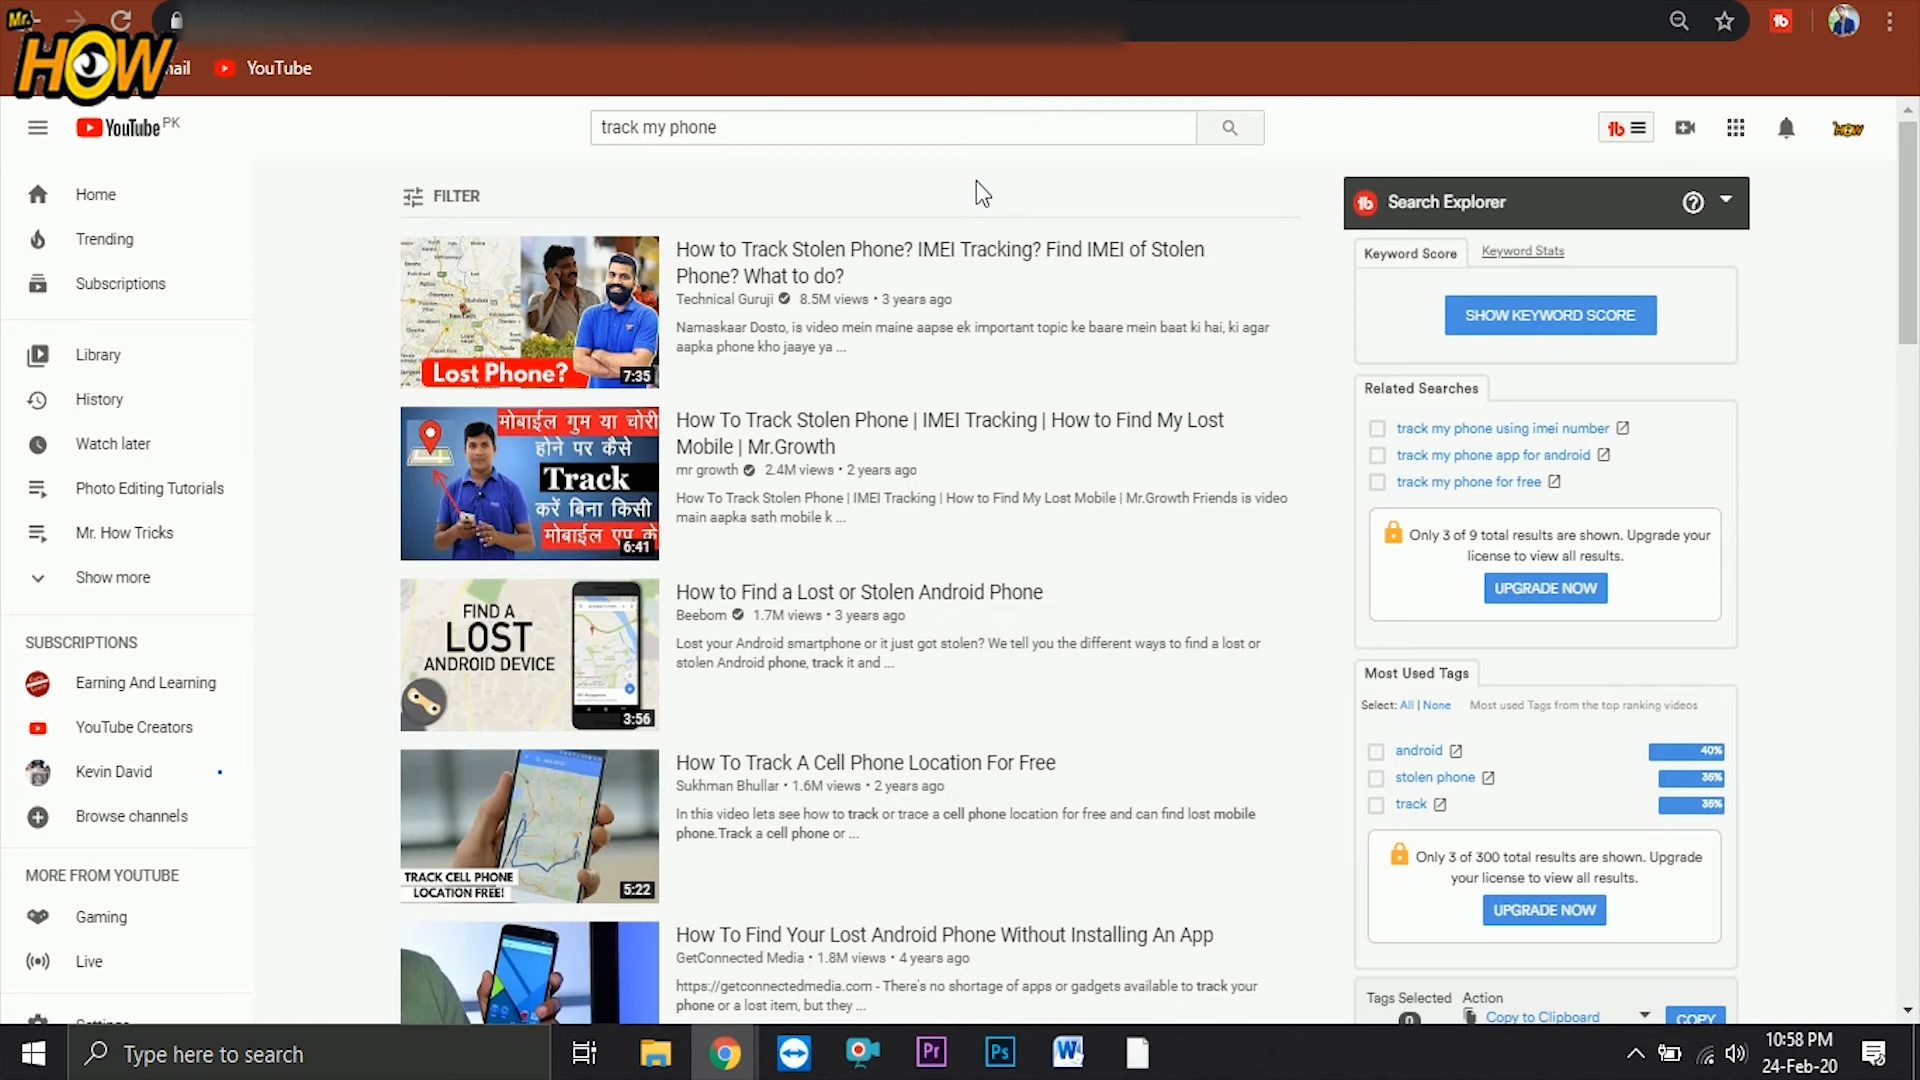 Mr.
HOW
nail
YouTube
YouTube PK
track my phone
Home
Trending
Subscriptions
Library
History
Watch later
Photo Editing Tutorials
Mr. How Tricks
Show more
SUBSCRIPTIONS
Earning And Learning
YouTube Creators
Kevin David
Browse channels
MORE FROM YOUTUBE
Gaming
Live
FILTER
Lost Phone?
7:35
How to Track Stolen Phone? IMEI Tracking? Find IMEI of Stolen
Phone? What to do?
Technical Guruji 8.5M views • 3 years ago
Namaskaar Dosto, is video mein maine aapse ek important topic ke baare mein baat ki hai, ki agar
aapka phone kho jaaye ya ...
मोबाईल गुम या चोरी
होने पर कैसे
Track
करें बिना किसी
मोबाईल एप के
6:41
How To Track Stolen Phone | IMEI Tracking | How to Find My Lost
Mobile | Mr.Growth
mr growth 2.4M views • 2 years ago
How To Track Stolen Phone | IMEI Tracking | How to Find My Lost Mobile | Mr.Growth Friends is video
main aapka sath mobile k ...
FIND A
LOST
ANDROID DEVICE
3:56
How to Find a Lost or Stolen Android Phone
Beebom 1.7M views • 3 years ago
Lost your Android smartphone or it just got stolen? We tell you the different ways to find a lost or
stolen Android phone, track it and ...
TRACK CELL PHONE
LOCATION FREE!
5:22
How To Track A Cell Phone Location For Free
Sukhman Bhullar • 1.6M views • 2 years ago
In this video lets see how to track or trace a cell phone location for free and can find lost mobile
phone.Track a cell phone or ...
How To Find Your Lost Android Phone Without Installing An App
GetConnected Media • 1.8M views • 4 years ago
https://getconnectedmedia.com - There's no shortage of apps or gadgets available to track your
phone or a lost item, but they ...
Search Explorer
Keyword Score Keyword Stats
SHOW KEYWORD SCORE
Related Searches
track my phone using imei number
track my phone app for android
track my phone for free
Only 3 of 9 total results are shown. Upgrade your
license to view all results.
UPGRADE NOW
Most Used Tags
Select: All | None Most used Tags from the top ranking videos
android 40%
stolen phone 35%
track 35%
Only 3 of 300 total results are shown. Upgrade
your license to view all results.
UPGRADE NOW
Tags Selected Action
0 Copy to Clipboard COPY
Type here to search
Pr
Ps
W
10:58 PM
24-Feb-20